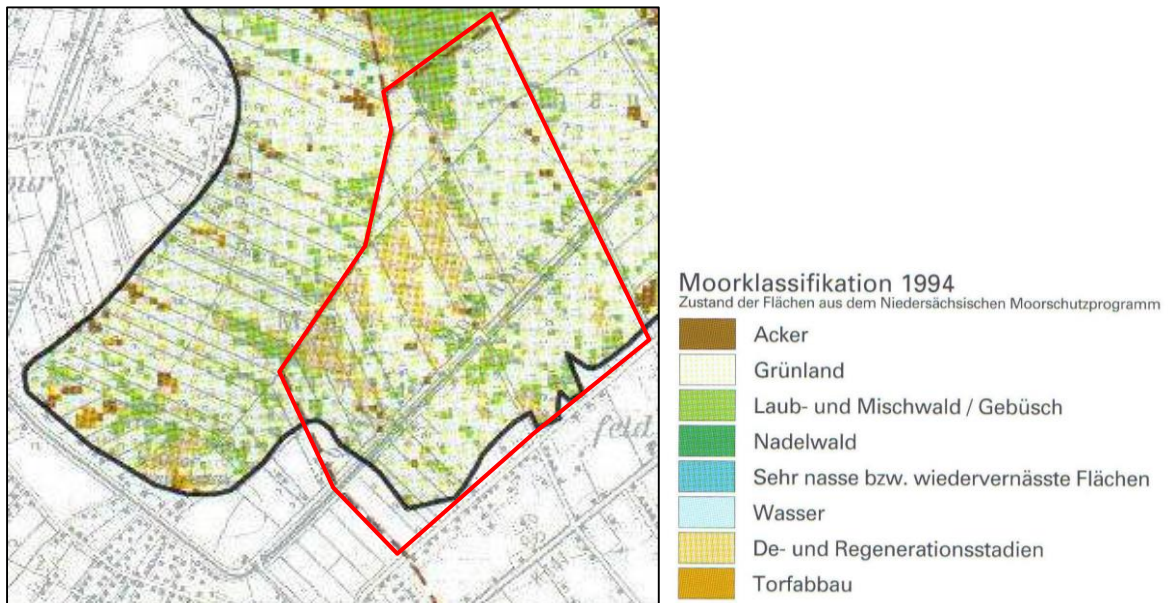 feld
Moorklassifikation 1994
Zustand der Flächen aus dem Niedersächsischen Moorschutzprogramm
Acker
Grünland
Laub- und Mischwald / Gebüsch
Nadelwald
Sehr nasse bzw. wiedervernässte Flächen
Wasser
De- und Regenerationsstadien
Torfabbau